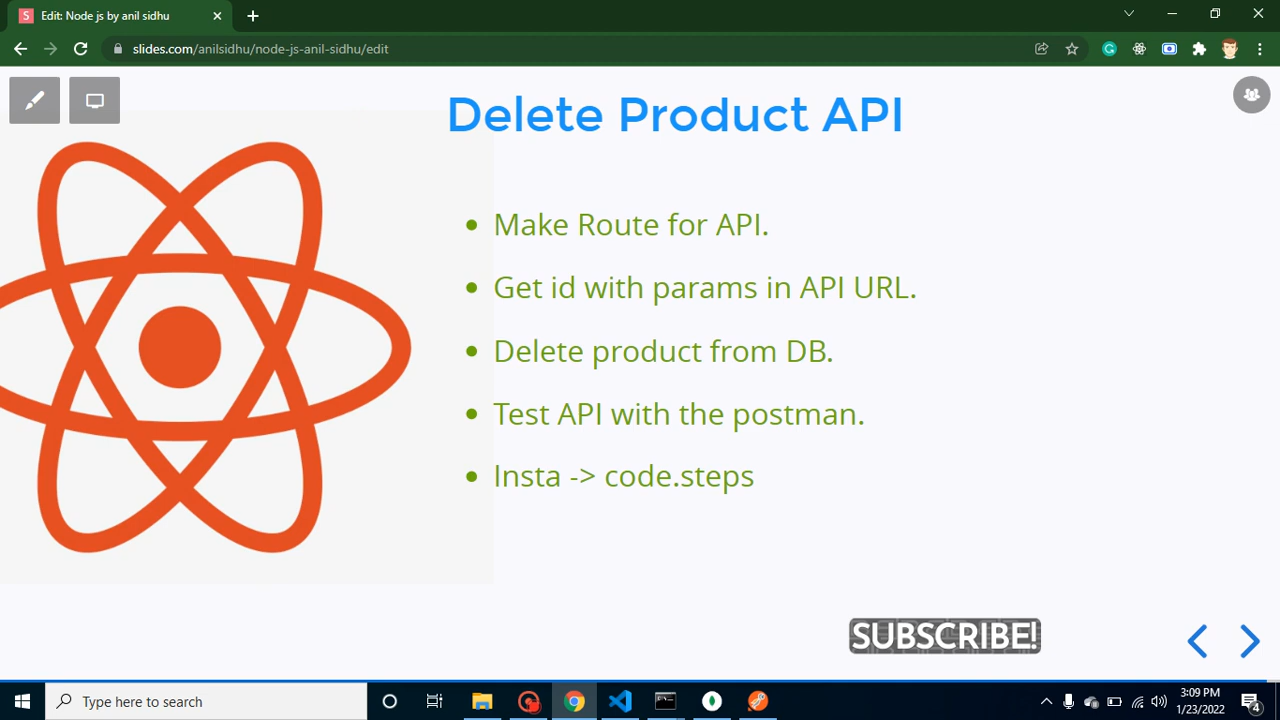 Edit: Node js by anil sidhu
slides.com/anilsidhu/node-js-anil-sidhu/edit
Delete Product API
Make Route for API.
Get id with params in API URL.
Delete product from DB.
Test API with the postman.
Insta -> code.steps
SUBSCRIBE!
Type here to search
3:09 PM
1/23/2022
4